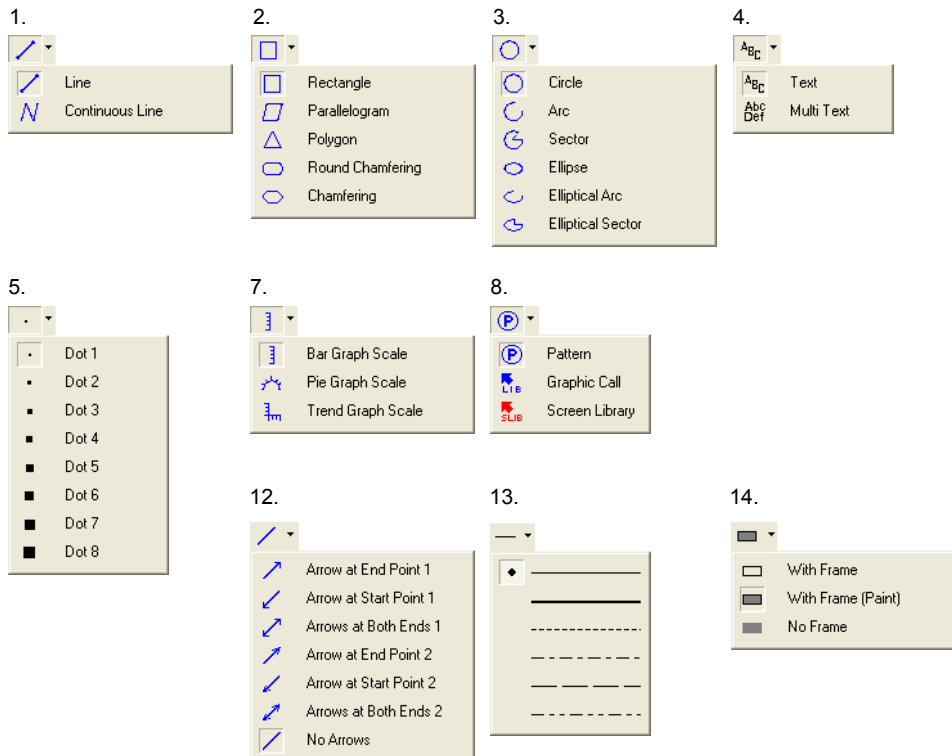 1.
Line
Continuous Line
2.
Rectangle
Parallelogram
Polygon
Round Chamfering
Chamfering
3.
Circle
Arc
Sector
Ellipse
Elliptical Arc
Elliptical Sector
4.
ABC
ABC
Text
Abc
Def
Multi Text
5.
Dot 1
Dot 2
Dot 3
Dot 4
Dot 5
Dot 6
Dot 7
Dot 8
7.
Bar Graph Scale
Pie Graph Scale
Trend Graph Scale
8.
P
P
Pattern
LIB
Graphic Call
SLIB
Screen Library
12.
Arrow at End Point 1
Arrow at Start Point 1
Arrows at Both Ends 1
Arrow at End Point 2
Arrow at Start Point 2
Arrows at Both Ends 2
No Arrows
13.
14.
With Frame
With Frame (Paint)
No Frame